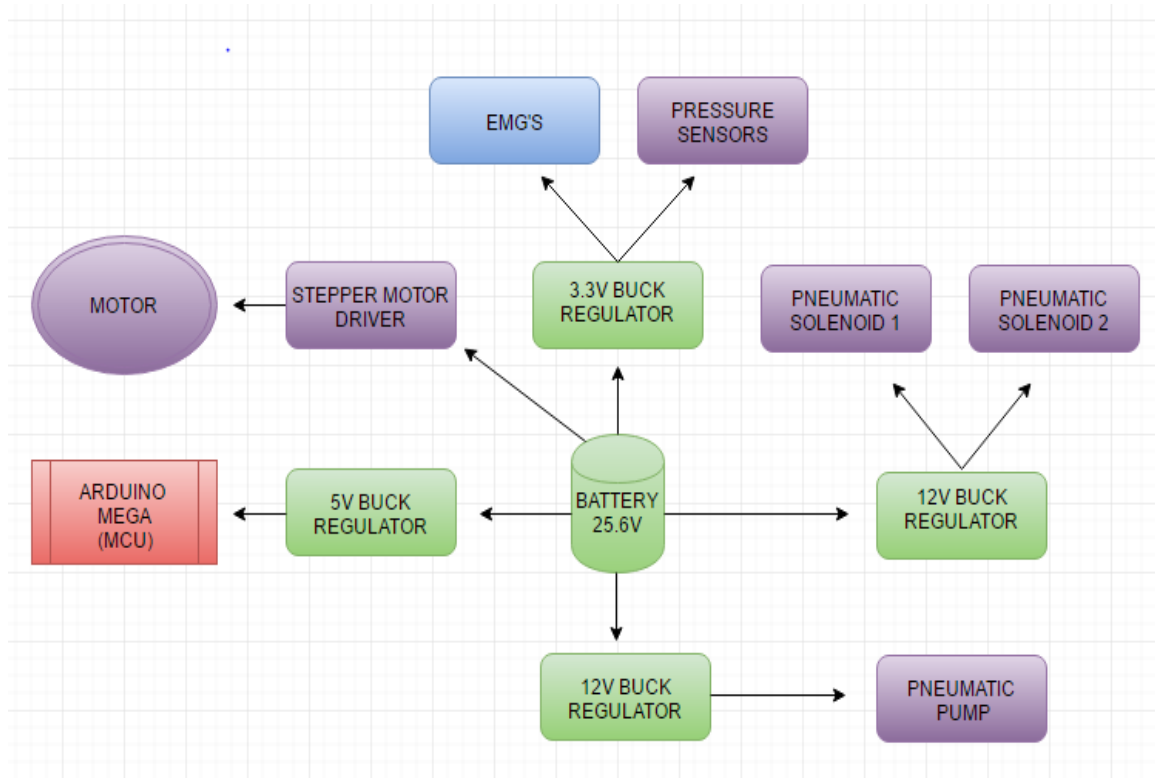 EMG'S
PRESSURE
SENSORS
MOTOR
STEPPER MOTOR
DRIVER
3.3V BUCK
REGULATOR
PNEUMATIC
SOLENOID 1
PNEUMATIC
SOLENOID 2
ARDUINO
MEGA
(MCU)
5V BUCK
REGULATOR
BATTERY
25.6V
12V BUCK
REGULATOR
12V BUCK
REGULATOR
PNEUMATIC
PUMP